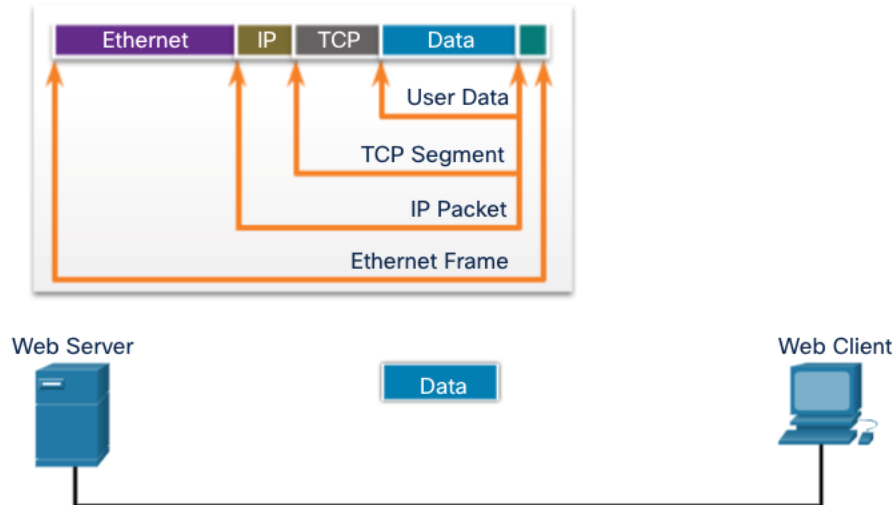 Ethernet IP TCP Data
User Data
TCP Segment
IP Packet
Ethernet Frame
Web Server
Web Client
Data